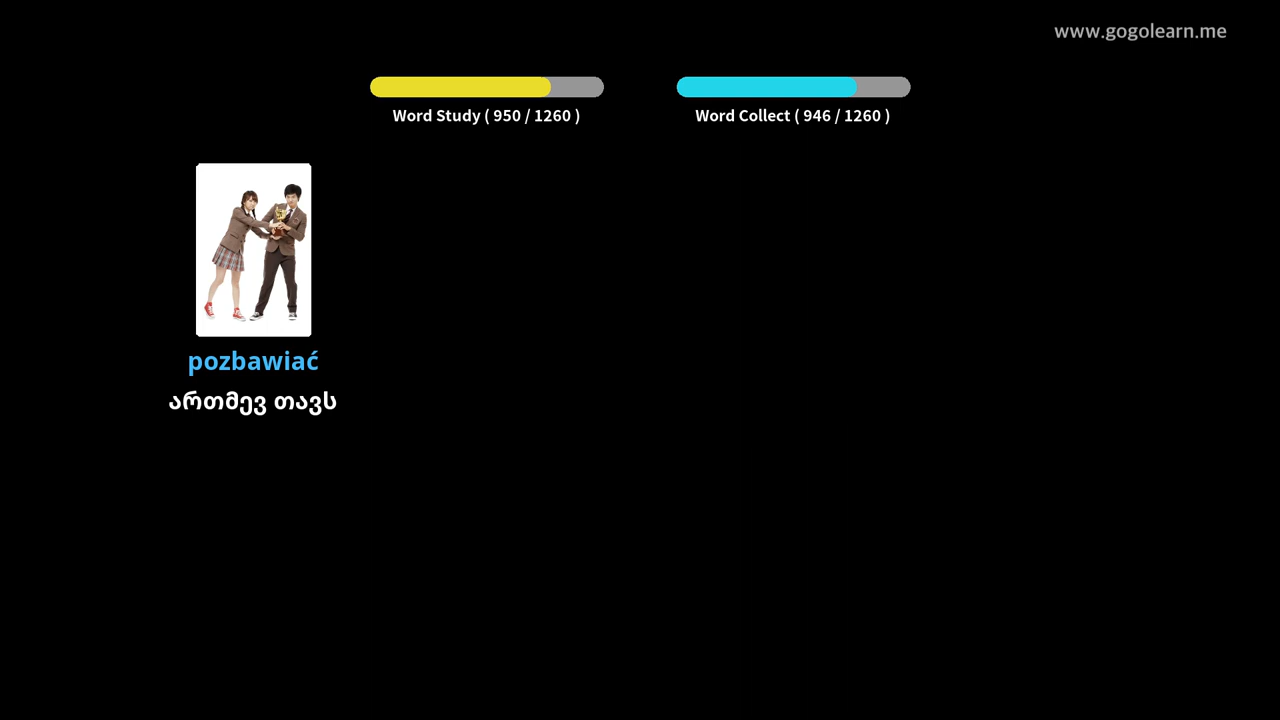 www.gogolearn.me
Word Study ( 950 / 1260 )
Word Collect ( 946 / 1260 )
pozbawiać
ართმევ თავს